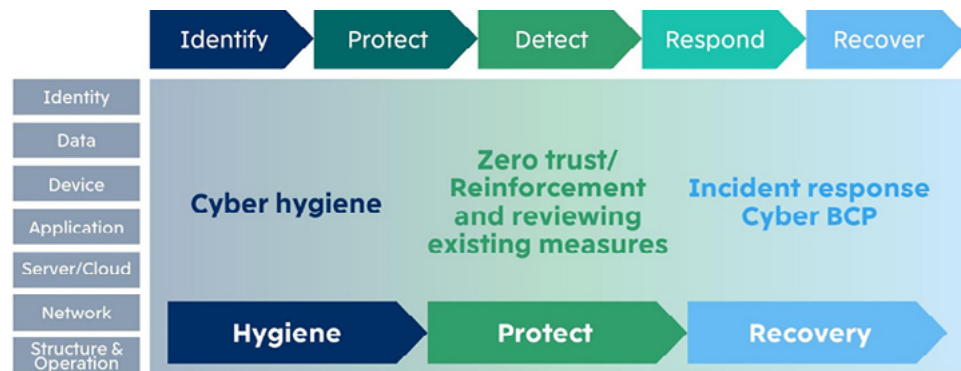 Identify
Protect
Detect
Respond
Recover
Identity
Data
Device
Application
Server/Cloud
Network
Structure &
Operation
Cyber hygiene
Zero trust/
Reinforcement
and reviewing
existing measures
Incident response
Cyber BCP
Hygiene
Protect
Recovery